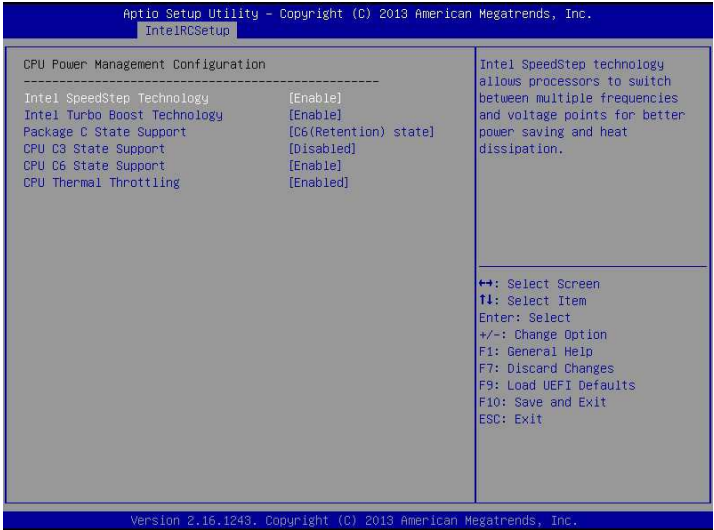 Aptio Setup Utility – Copyright (C) 2013 American Megatrends, Inc.
IntelRCSetup
CPU Power Management Configuration
------------------------------------------------
Intel SpeedStep Technology [Enable]
Intel Turbo Boost Technology [Enable]
Package C State Support [C6(Retention) state]
CPU C3 State Support [Disabled]
CPU C6 State Support [Enable]
CPU Thermal Throttling [Enabled]
Intel SpeedStep technology
allows processors to switch
between multiple frequencies
and voltage points for better
power saving and heat
dissipation.
↔: Select Screen
↑↓: Select Item
Enter: Select
+/-: Change Option
F1: General Help
F7: Discard Changes
F9: Load UEFI Defaults
F10: Save and Exit
ESC: Exit
Version 2.16.1243. Copyright (C) 2013 American Megatrends, Inc.